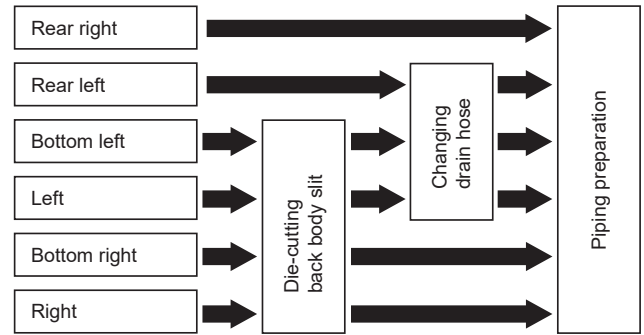 Rear right
Rear left
Bottom left
Left
Bottom right
Right
Die-cutting
back body slit
Changing
drain hose
Piping preparation